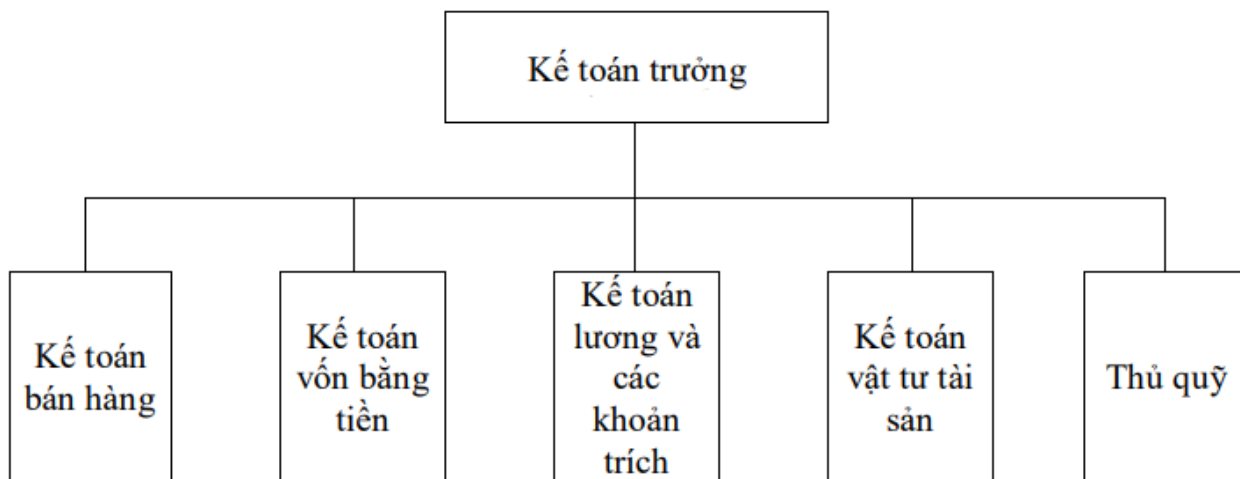 Kế toán trưởng
Kế toán
bán hàng
Kế toán
vốn bằng
tiền
Kế toán
lương và
các
khoản
trích
Kế toán
vật tư tài
sản
Thủ quỹ